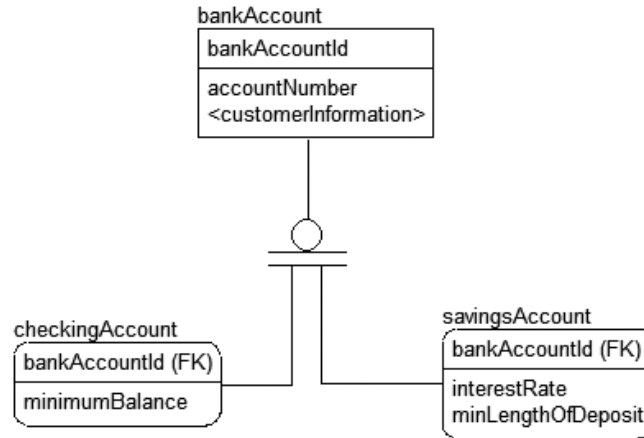 bankAccount
bankAccountId
accountNumber
<customerInformation>
checkingAccount
bankAccountId (FK)
minimumBalance
savingsAccount
bankAccountId (FK)
interestRate
minLengthOfDeposit